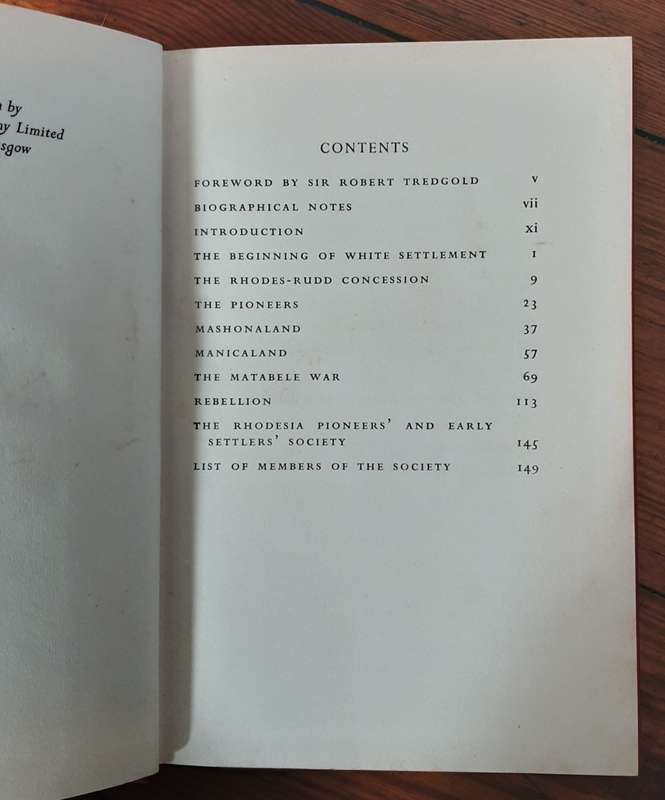 by
Limited
CONTENTS
FOREWORD BY SIR ROBERT TREDGOLD v
BIOGRAPHICAL NOTES vii
INTRODUCTION xi
THE BEGINNING OF WHITE SETTLEMENT 1
THE RHODES-RUDD CONCESSION 9
THE PIONEERS 23
MASHONALAND 37
MANICALAND 57
THE MATABELE WAR 69
REBELLION 113
THE RHODESIA PIONEERS' AND EARLY
SETTLERS' SOCIETY 145
LIST OF MEMBERS OF THE SOCIETY 149